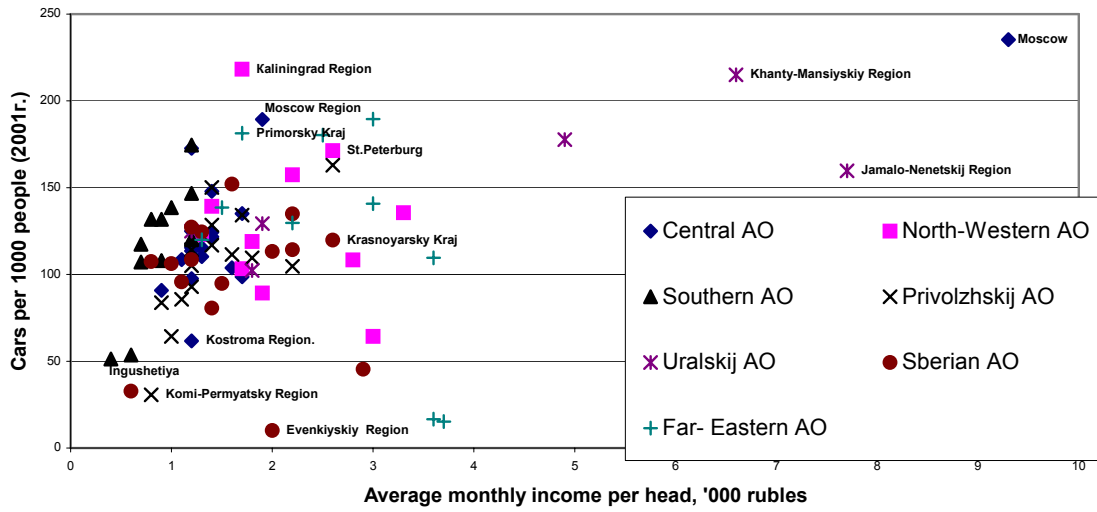 250
Moscow
Kaliningrad Region
Khanty-Mansiyskiy Region
200
Moscow Region
Primorsky Kraj
St.Peterburg
Jamalo-Nenetskij Region
150
Central AO
North-Western AO
Krasnoyarsky Kraj
100
Southern AO
Privolzhskij AO
Kostroma Region.
Uralskij AO
Sberian AO
50
Ingushetiya
Komi-Permyatsky Region
Far- Eastern AO
Evenkiyskiy Region
0
0 1 2 3 4 5 6 7 8 9 10
Average monthly income per head, '000 rubles
Cars per 1000 people (2001r.)